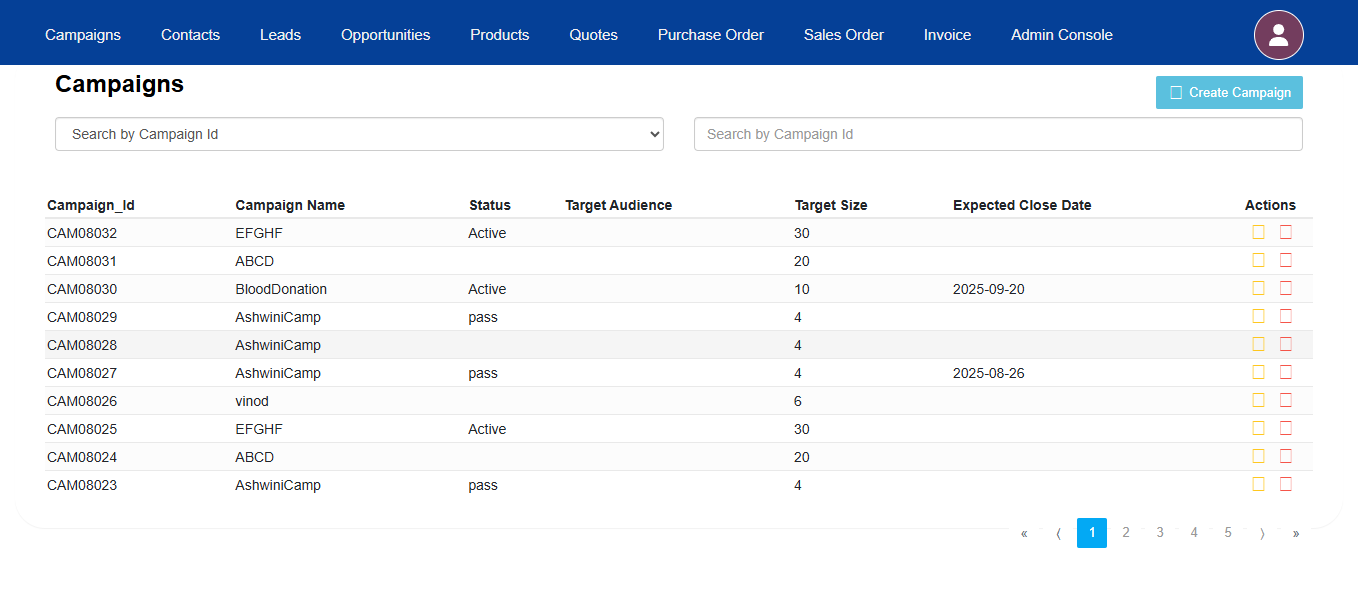 Campaigns Contacts Leads Opportunities Products Quotes Purchase Order Sales Order Invoice Admin Console
Campaigns
Create Campaign
Search by Campaign Id Search by Campaign Id
Campaign_Id Campaign Name Status Target Audience Target Size Expected Close Date Actions
CAM08032 EFGHF Active 30
CAM08031 ABCD 20
CAM08030 BloodDonation Active 10 2025-09-20
CAM08029 AshwiniCamp pass 4
CAM08028 AshwiniCamp 4
CAM08027 AshwiniCamp pass 4 2025-08-26
CAM08026 vinod 6
CAM08025 EFGHF Active 30
CAM08024 ABCD 20
CAM08023 AshwiniCamp pass 4
« ⟨ 1 2 3 4 5 ⟩ »